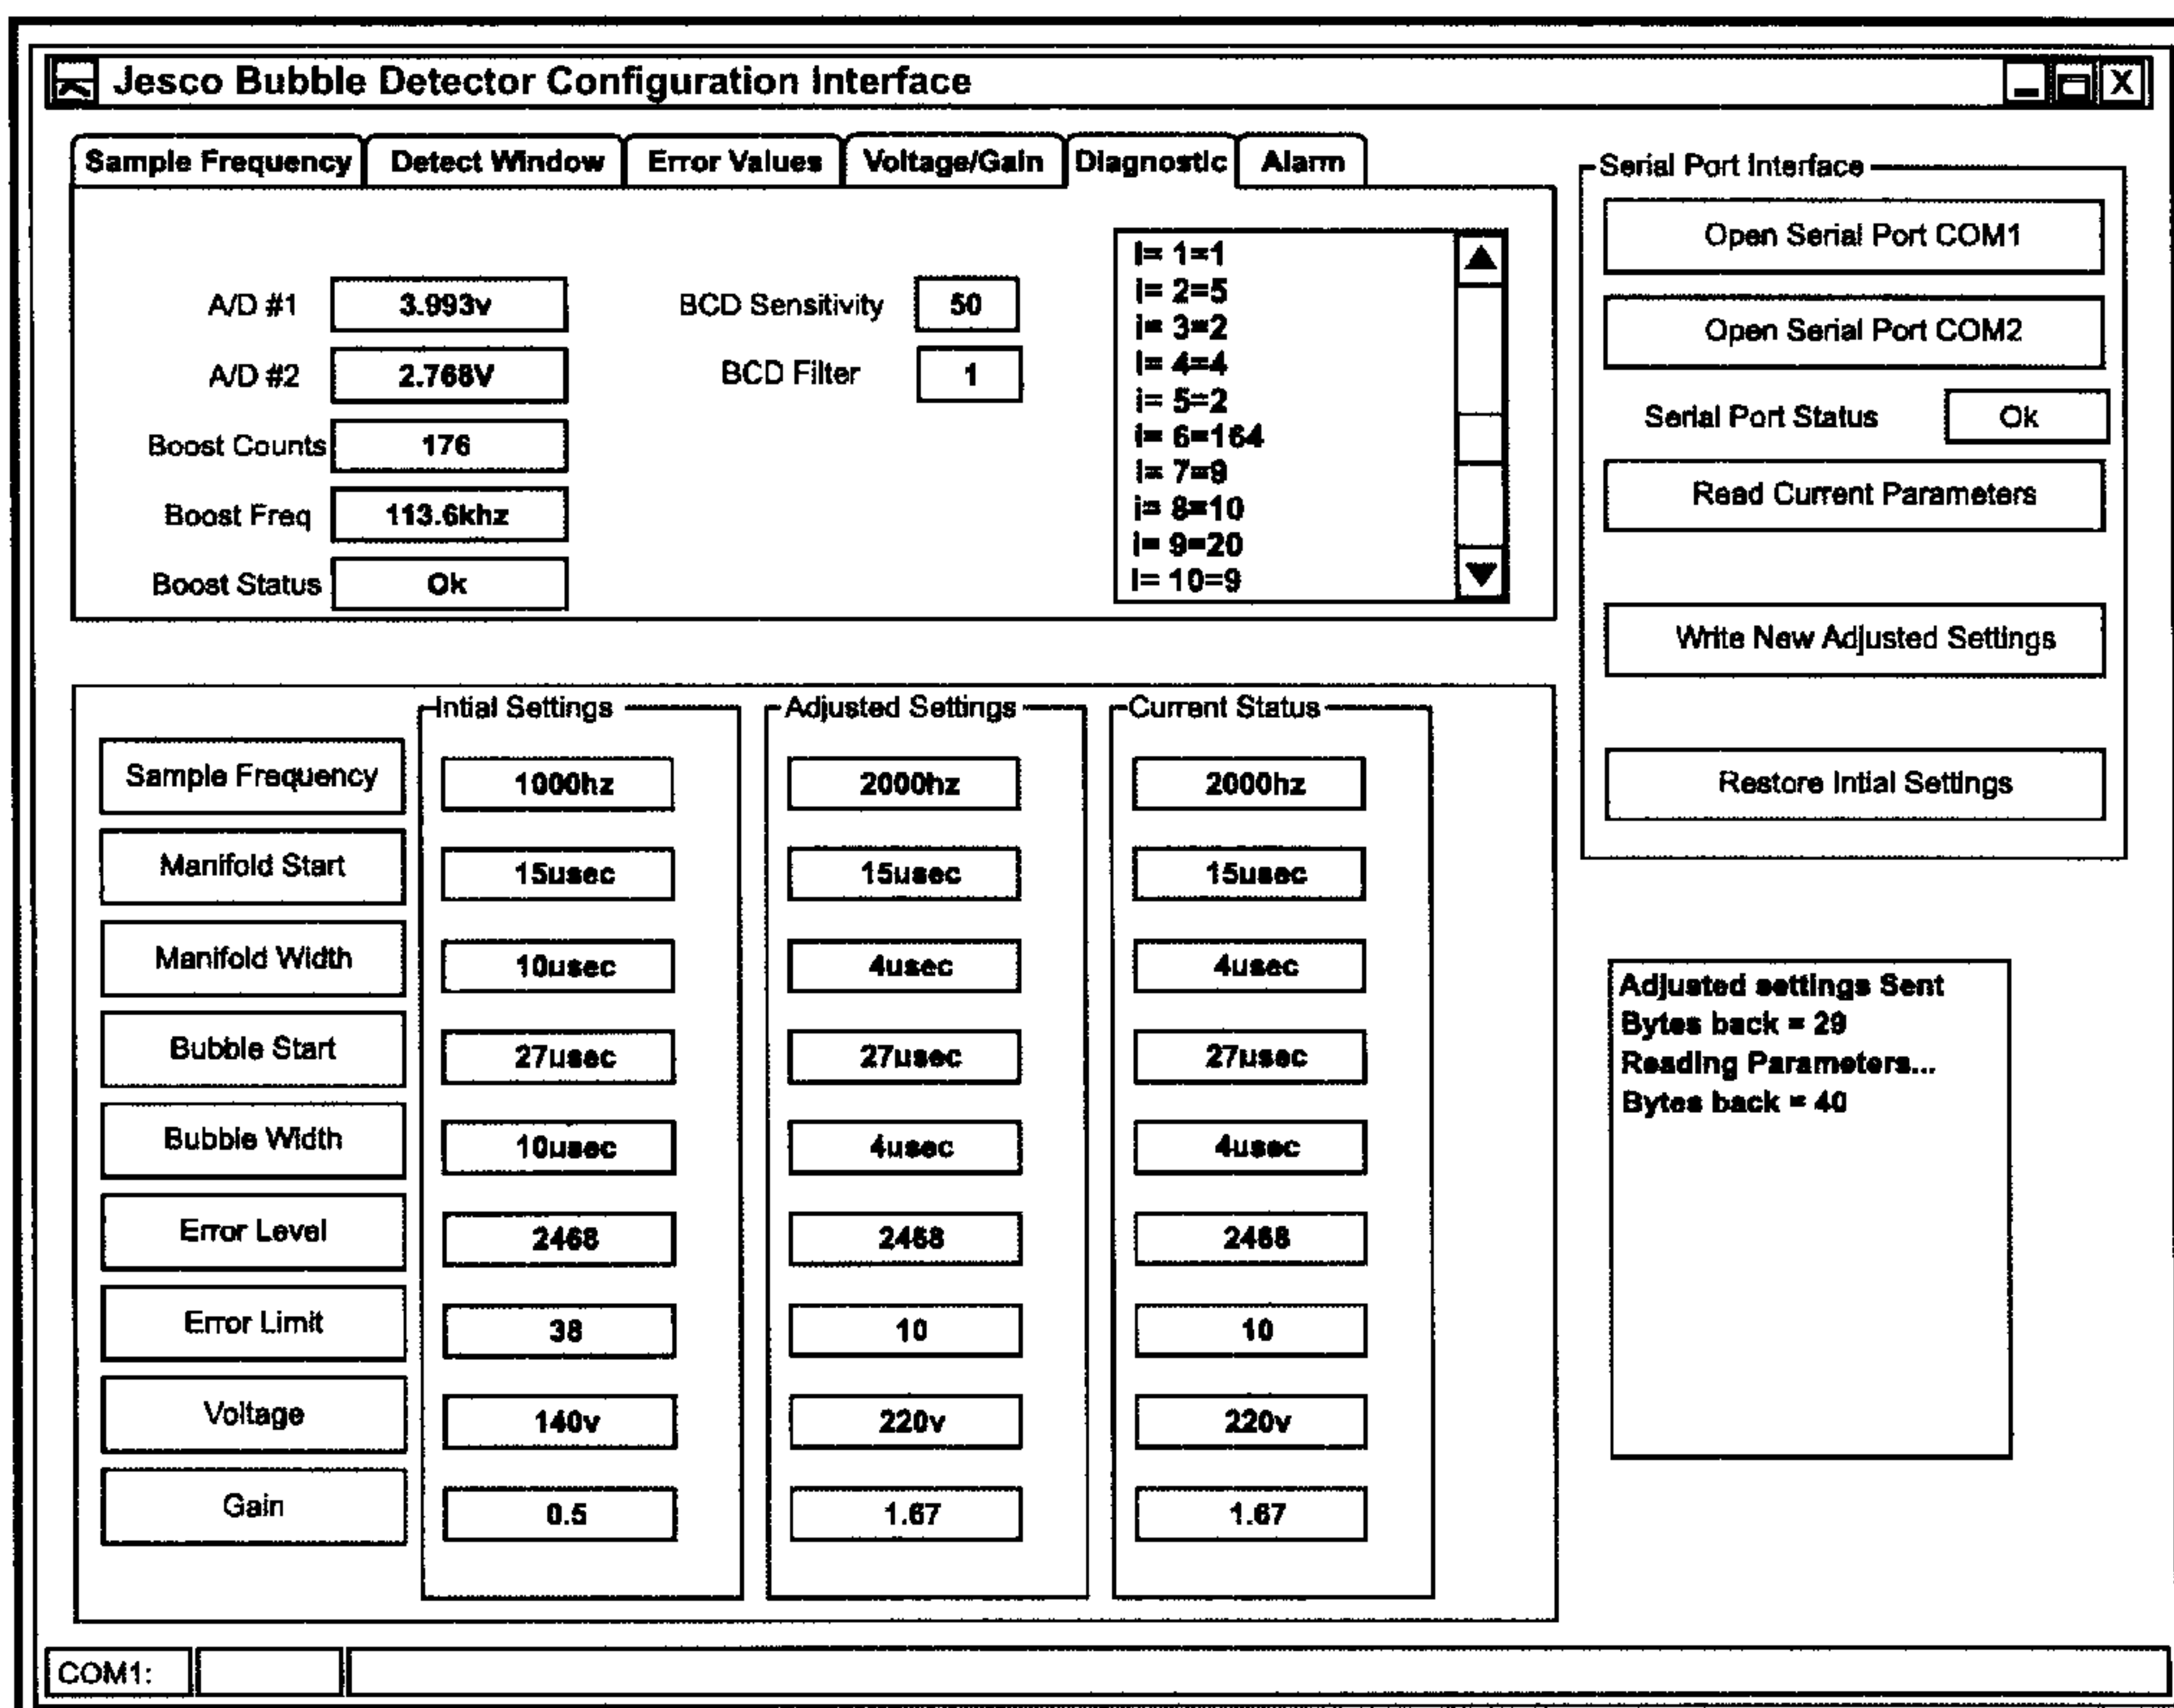 Jesco Bubble Detector Configuration Interface
Sample Frequency Detect Window Error Values Voltage/Gain Diagnostic Alarm
A/D #1 3.993v
A/D #2 2.768V
Boost Counts 176
Boost Freq 113.6khz
Boost Status Ok
BCD Sensitivity 50
BCD Filter 1
i= 1=1
i= 2=5
i= 3=2
i= 4=4
i= 5=2
i= 6=164
i= 7=9
i= 8=10
i= 9=20
i= 10=9
Serial Port Interface
Open Serial Port COM1
Open Serial Port COM2
Serial Port Status Ok
Read Current Parameters
Write New Adjusted Settings
Restore Intial Settings
Intial Settings Adjusted Settings Current Status
Sample Frequency 1000hz 2000hz 2000hz
Manifold Start 15usec 15usec 15usec
Manifold Width 10usec 4usec 4usec
Bubble Start 27usec 27usec 27usec
Bubble Width 10usec 4usec 4usec
Error Level 2468 2468 2468
Error Limit 38 10 10
Voltage 140v 220v 220v
Gain 0.5 1.67 1.67
Adjusted settings Sent
Bytes back = 29
Reading Parameters...
Bytes back = 40
COM1: